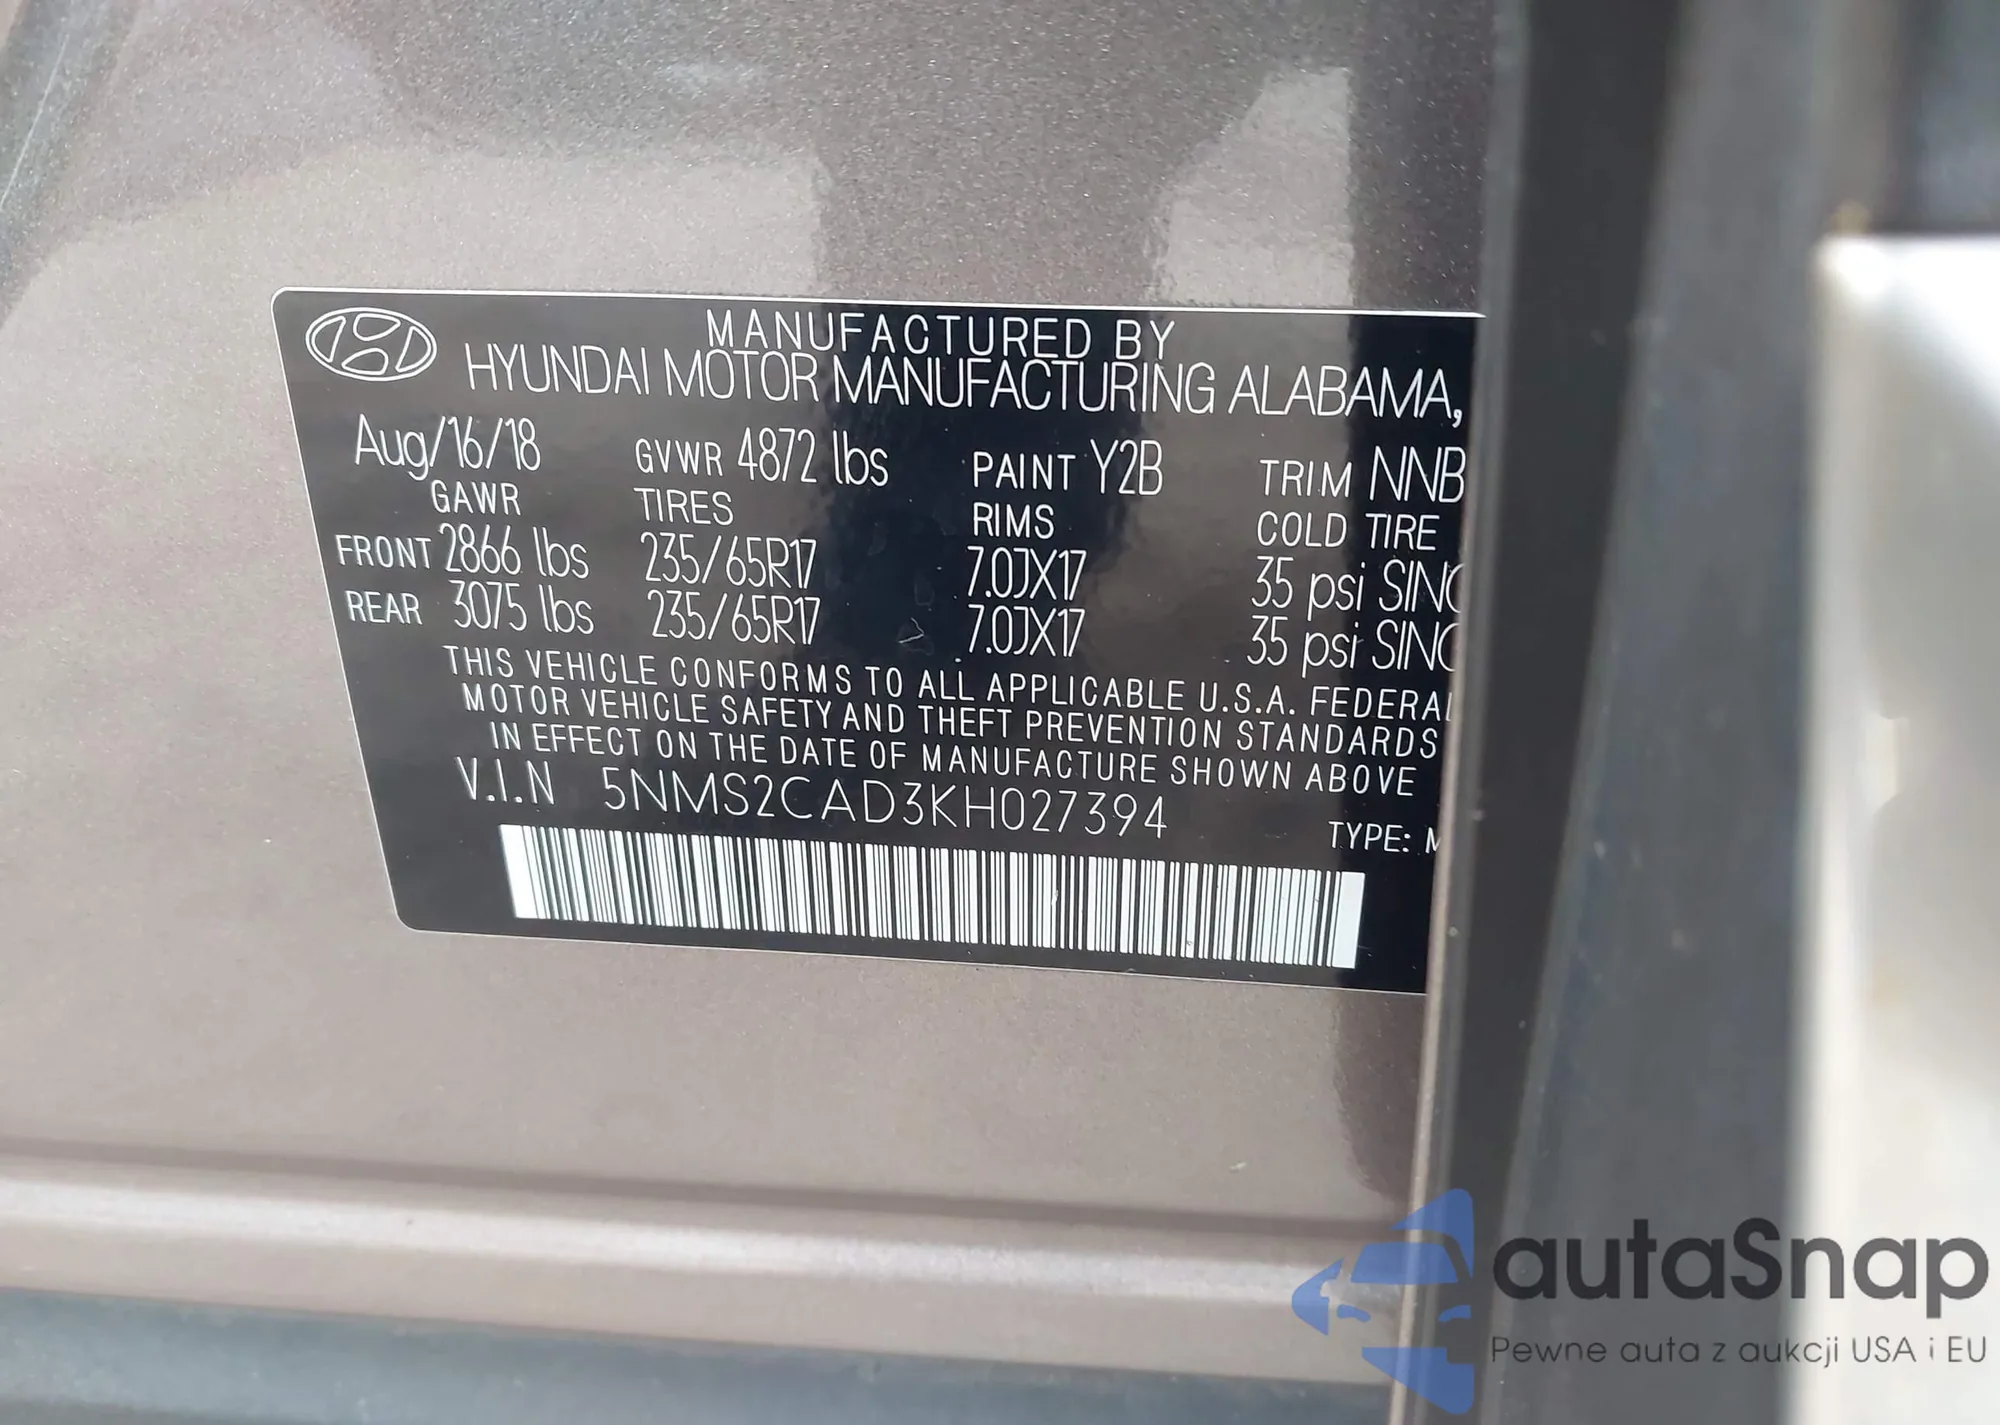 MANUFACTURED BY
HYUNDAI MOTOR MANUFACTURING ALABAMA,
Aug/16/18 GVWR 4872 lbs PAINT Y2B TRIM NNB
GAWR TIRES RIMS COLD TIRE
FRONT 2866 lbs 235/65R17 7.0JX17 35 psi SING
REAR 3075 lbs 235/65R17 7.0JX17 35 psi SING
THIS VEHICLE CONFORMS TO ALL APPLICABLE U.S.A. FEDERAL
MOTOR VEHICLE SAFETY AND THEFT PREVENTION STANDARDS
IN EFFECT ON THE DATE OF MANUFACTURE SHOWN ABOVE
V.I.N 5NMS2CAD3KH027394
TYPE: M
autaSnap
Pewne auta z aukcji USA i EU